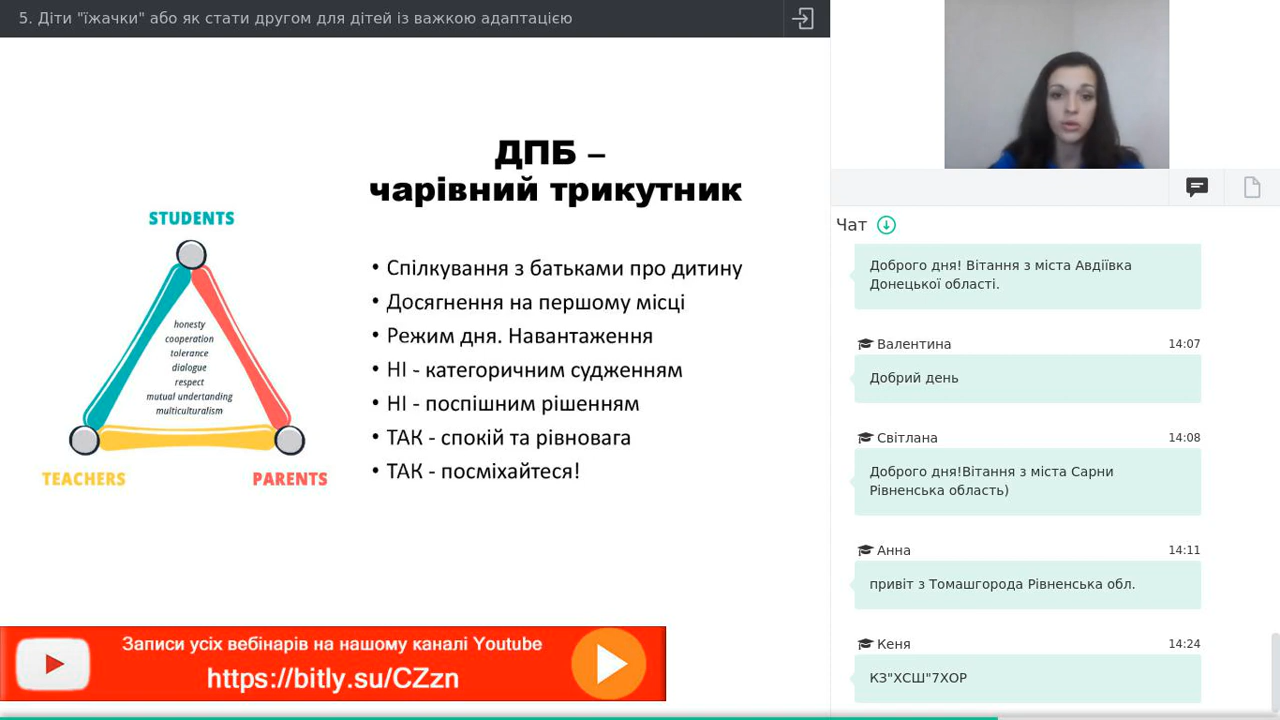 5. Діти "їжачки" або як стати другом для дітей із важкою адаптацією
ДПБ –
чарівний трикутник
STUDENTS
honesty
cooperation
tolerance
dialogue
respect
mutual undertanding
multiculturalism
TEACHERS
PARENTS
• Спілкування з батьками про дитину
• Досягнення на першому місці
• Режим дня. Навантаження
• НІ - категоричним судженням
• НІ - поспішним рішенням
• ТАК - спокій та рівновага
• ТАК - посміхайтеся!
Записи усіх вебінарів на нашому каналі Youtube
https://bitly.su/CZzn
Чат
Доброго дня! Вітання з міста Авдіївка
Донецької області.
Валентина 14:07
Добрий день
Світлана 14:08
Доброго дня!Вітання з міста Сарни
Рівненська область)
Анна 14:11
привіт з Томашгорода Рівненська обл.
Кеня 14:24
КЗ"ХСШ"7ХОР